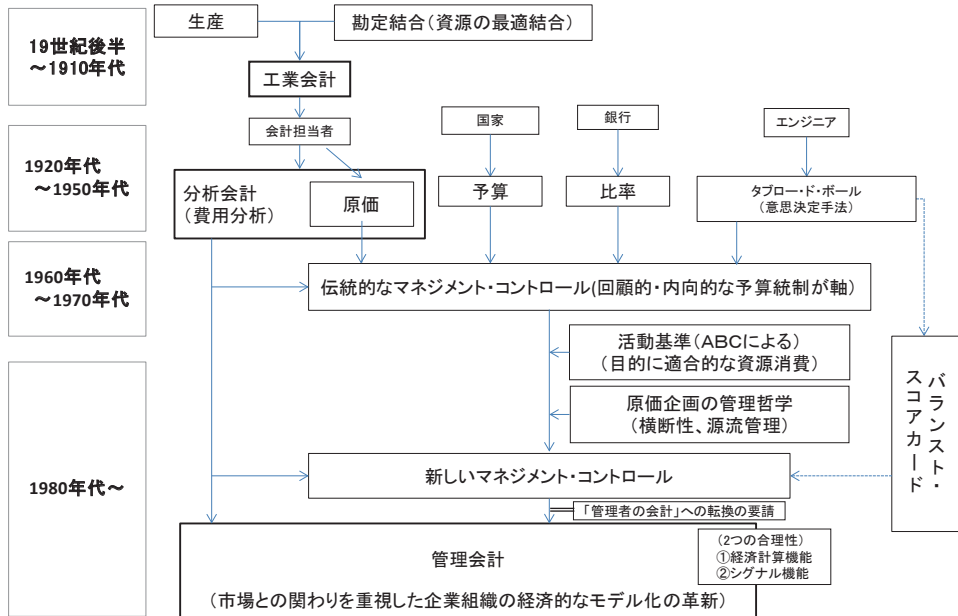 生産
勘定結合(資源の最適結合)
19世紀後半
～1910年代
工業会計
会計担当者
国家
銀行
エンジニア
1920年代
～1950年代
分析会計
(費用分析)
原価
予算
比率
タブロー・ド・ボール
(意思決定手法)
1960年代
～1970年代
伝統的なマネジメント・コントロール(回顧的・内向的な予算統制が軸)
活動基準(ABCによる)
(目的に適合的な資源消費)
原価企画の管理哲学
(横断性、源流管理)
バランスト・
スコアカード
1980年代～
新しいマネジメント・コントロール
「管理者の会計」への転換の要請
管理会計
(市場との関わりを重視した企業組織の経済的なモデル化の革新)
(2つの合理性)
①経済計算機能
②シグナル機能